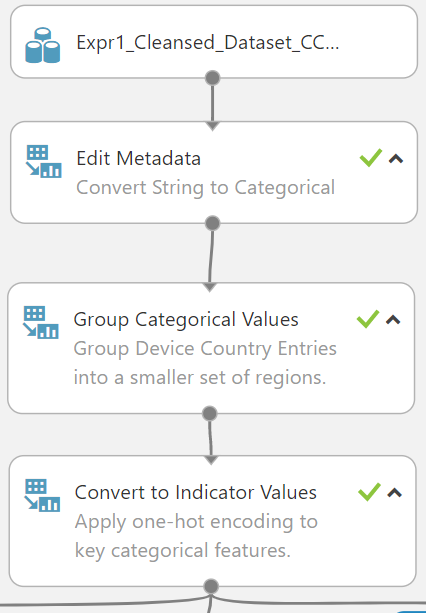 Expr1_Cleansed_Dataset_CC...
Edit Metadata
Convert String to Categorical
Group Categorical Values
Group Device Country Entries
into a smaller set of regions.
Convert to Indicator Values
Apply one-hot encoding to
key categorical features.